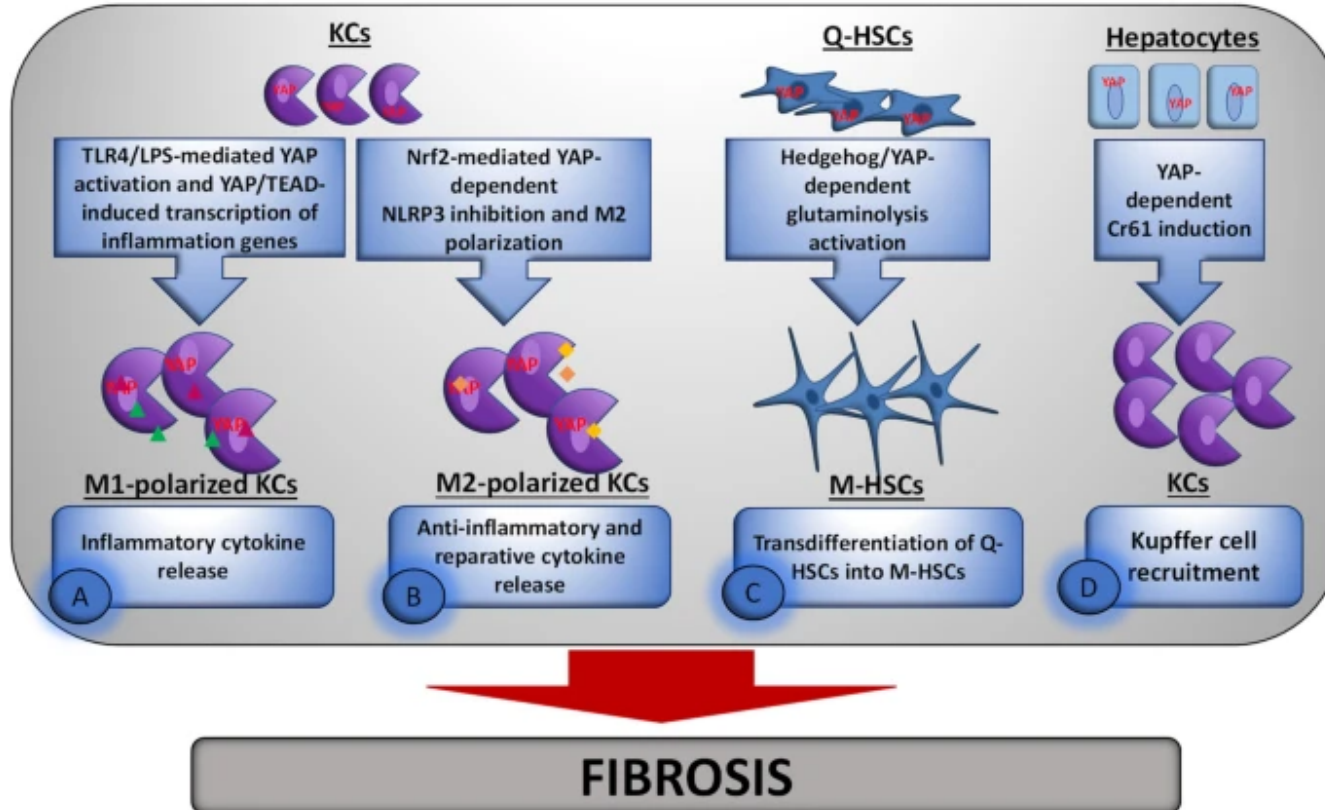 KCs
YAP
YAP
YAP
Q-HSCs
YAP
YAP
YAP
Hepatocytes
YAP
YAP
YAP
TLR4/LPS-mediated YAP
activation and YAP/TEAD-
induced transcription of
inflammation genes
Nrf2-mediated YAP-
dependent
NLRP3 inhibition and M2
polarization
Hedgehog/YAP-
dependent
glutaminolysis
activation
YAP-
dependent
Cr61 induction
YAP
YAP
YAP
YAP
YAP
YAP
M1-polarized KCs
M2-polarized KCs
M-HSCs
KCs
Inflammatory cytokine
release
A
Anti-inflammatory and
reparative cytokine
release
B
Transdifferentiation of Q-
HSCs into M-HSCs
C
Kupffer cell
recruitment
D
FIBROSIS